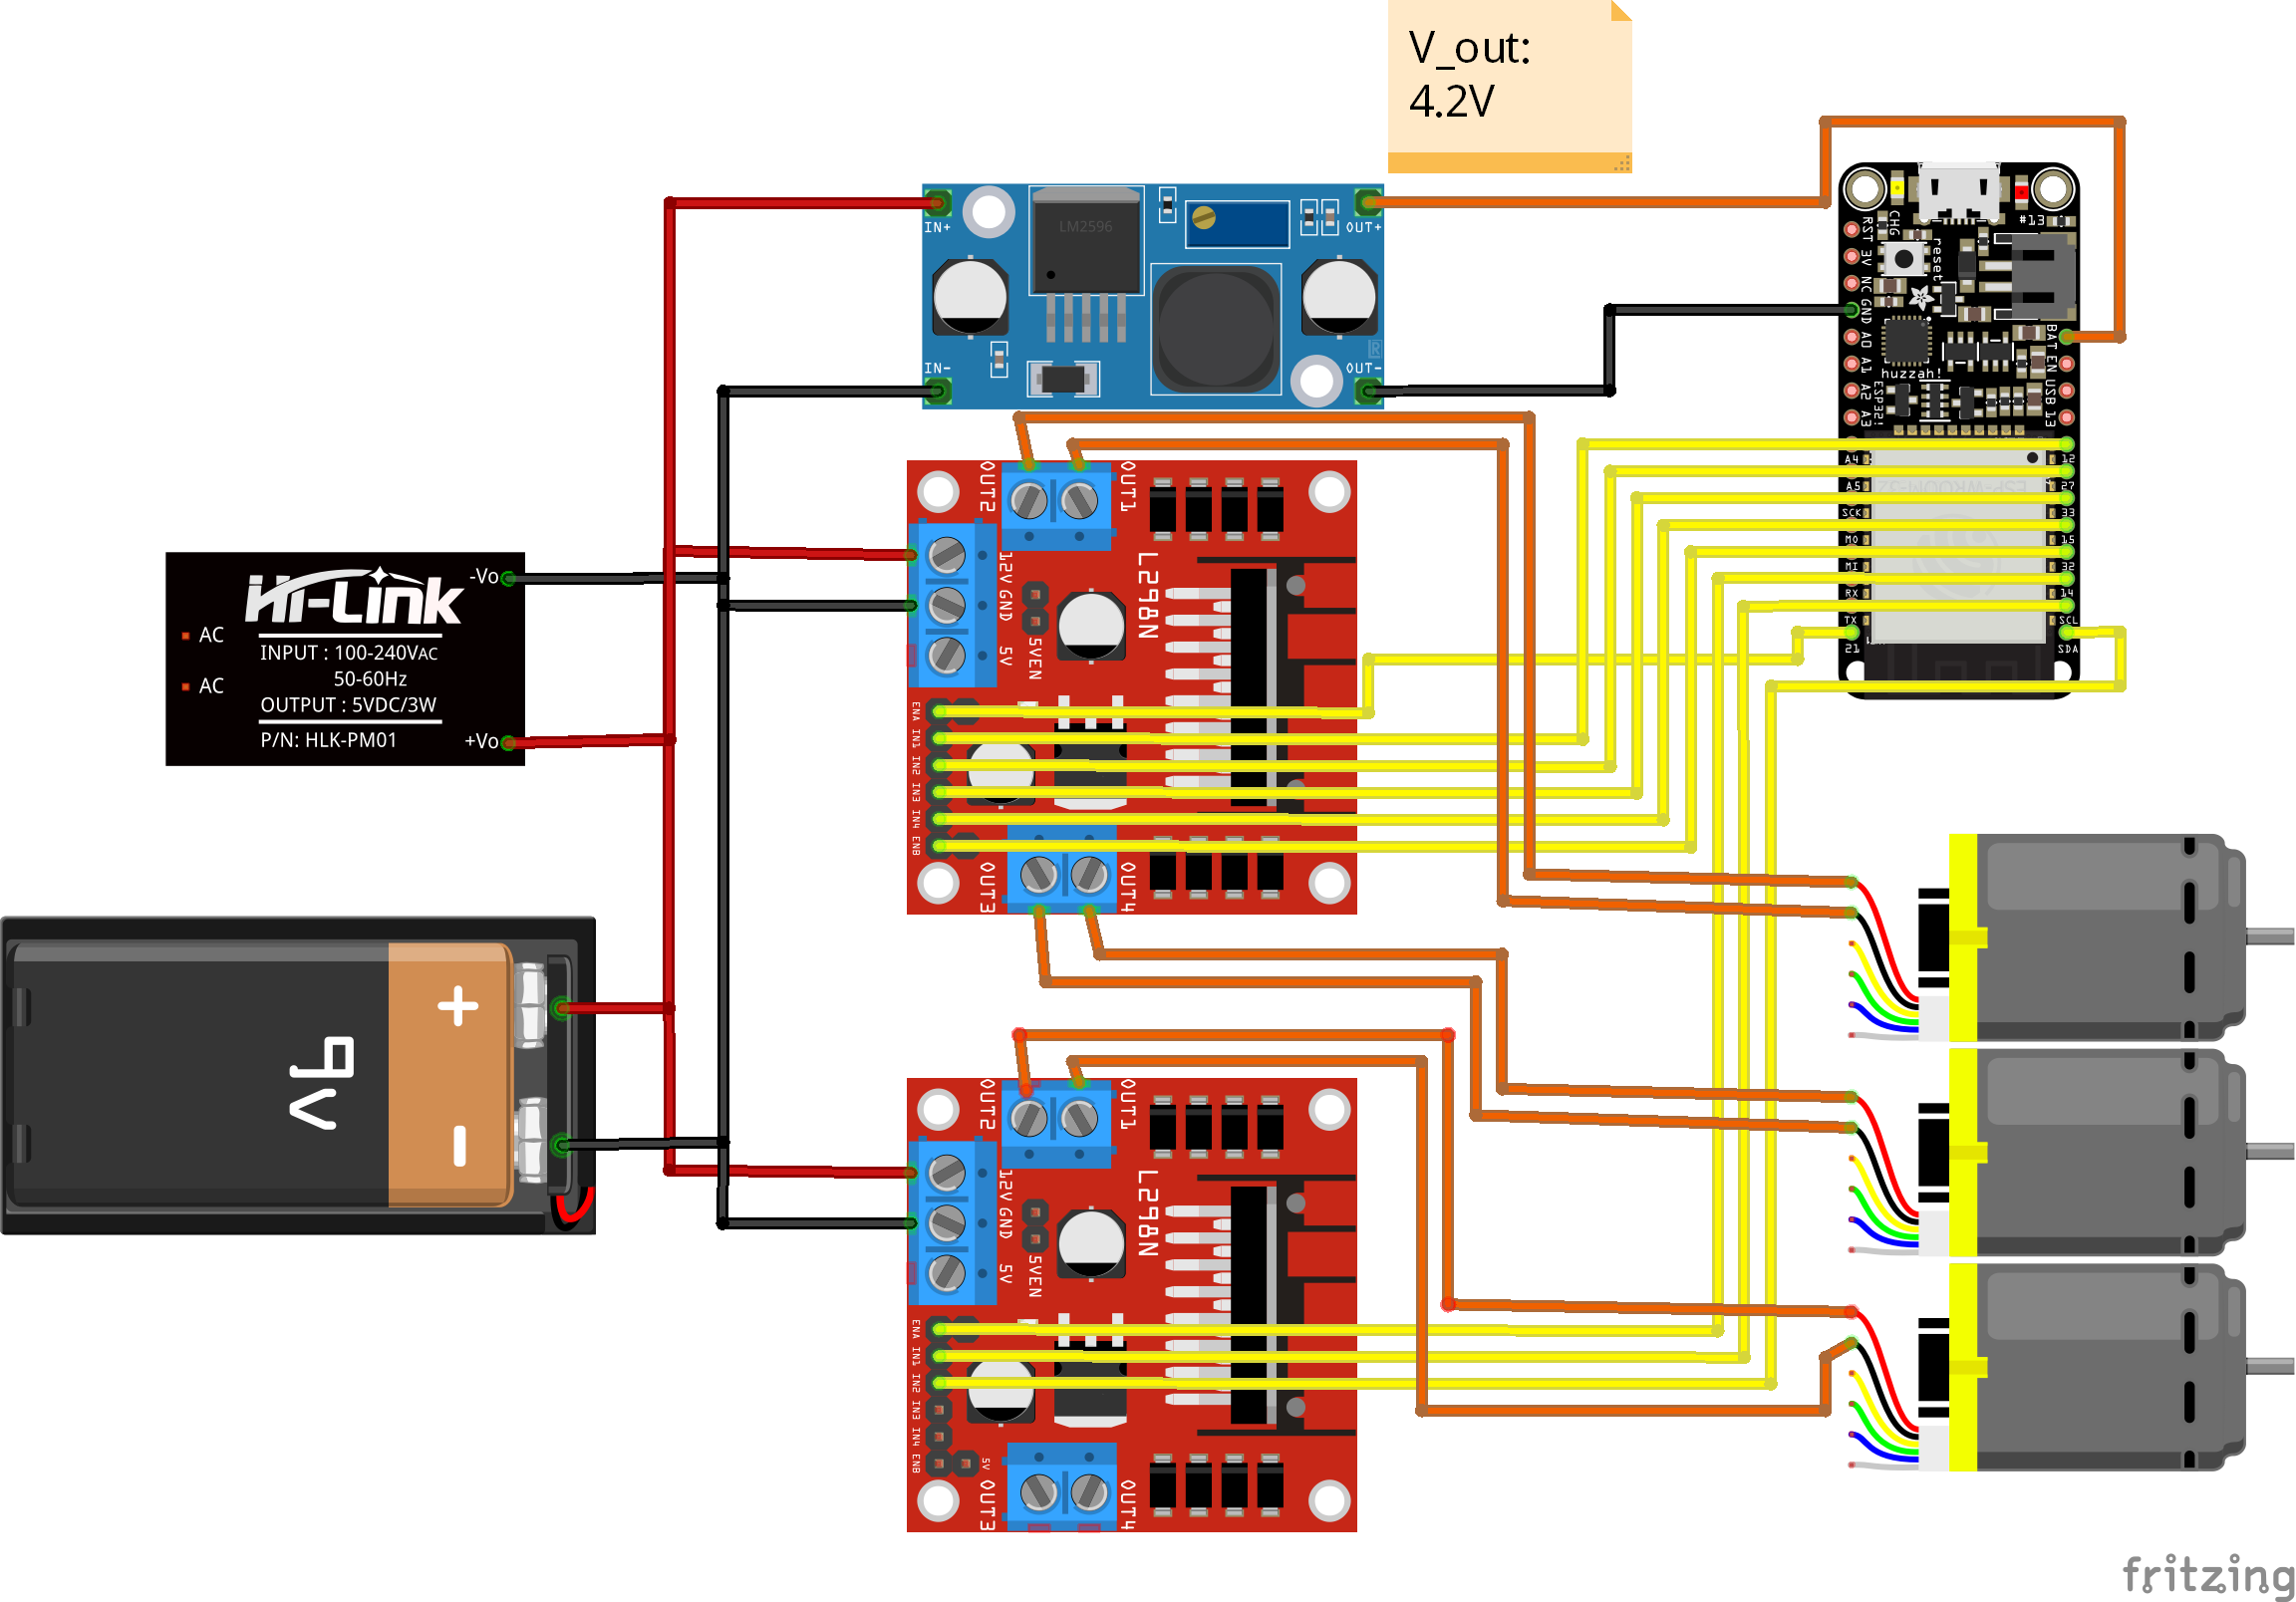 V_out:
4.2V
IN+
LM2596
OUT+
IN-
OUT-
R
#13
CHG
reset
RST
3V
NC
GND
A0
A1
A2
A3
huzzah!
ESP32!
BAT
EN
USB
13
A4
A5
SCK
MO
MI
RX
TX
21
12
27
33
15
32
14
SCL
SDA
ESP-WROOM-32
Hi-Link
AC
AC
INPUT : 100-240VAC
50-60Hz
OUTPUT : 5VDC/3W
P/N: HLK-PM01
-Vo
+Vo
OUT2
OUT1
12V
GND
5V
5VEN
L298N
ENA
IN1
IN2
IN3
IN4
ENB
OUT3
OUT4
+
9V
-
OUT2
OUT1
12V
GND
5V
5VEN
L298N
ENA
IN1
IN2
IN3
IN4
ENB
5V
OUT3
OUT4
fritzing